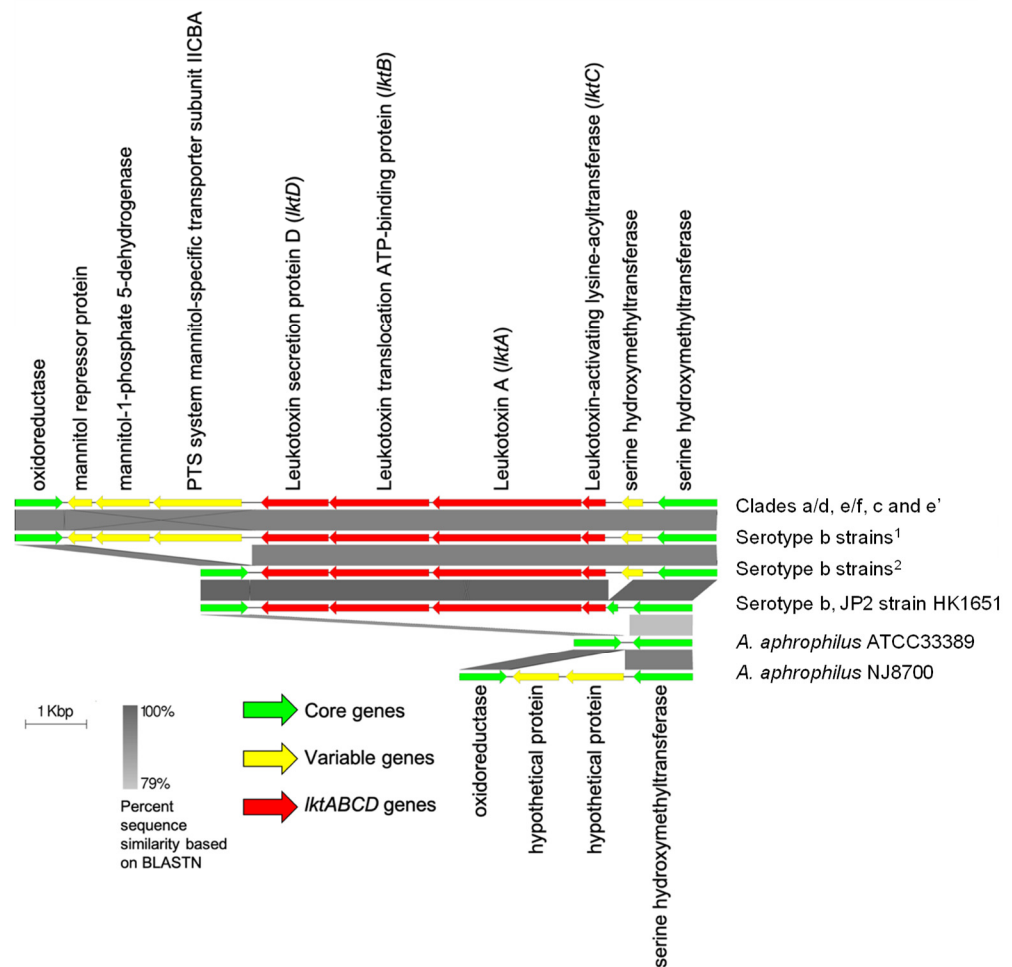 oxidoreductase
mannitol repressor protein
mannitol-1-phosphate 5-dehydrogenase
PTS system mannitol-specific transporter subunit IICBA
Leukotoxin secretion protein D (lktD)
Leukotoxin translocation ATP-binding protein (lktB)
Leukotoxin A (lktA)
Leukotoxin-activating lysine-acyltransferase (lktC)
serine hydroxymethyltransferase
serine hydroxymethyltransferase
Clades a/d, e/f, c and e’
Serotype b strains¹
Serotype b strains²
Serotype b, JP2 strain HK1651
A. aphrophilus ATCC33389
A. aphrophilus NJ8700
oxidoreductase
hypothetical protein
hypothetical protein
serine hydroxymethyltransferase
1 Kbp
100%
79%
Percent
sequence
similarity based
on BLASTN
Core genes
Variable genes
lktABCD genes